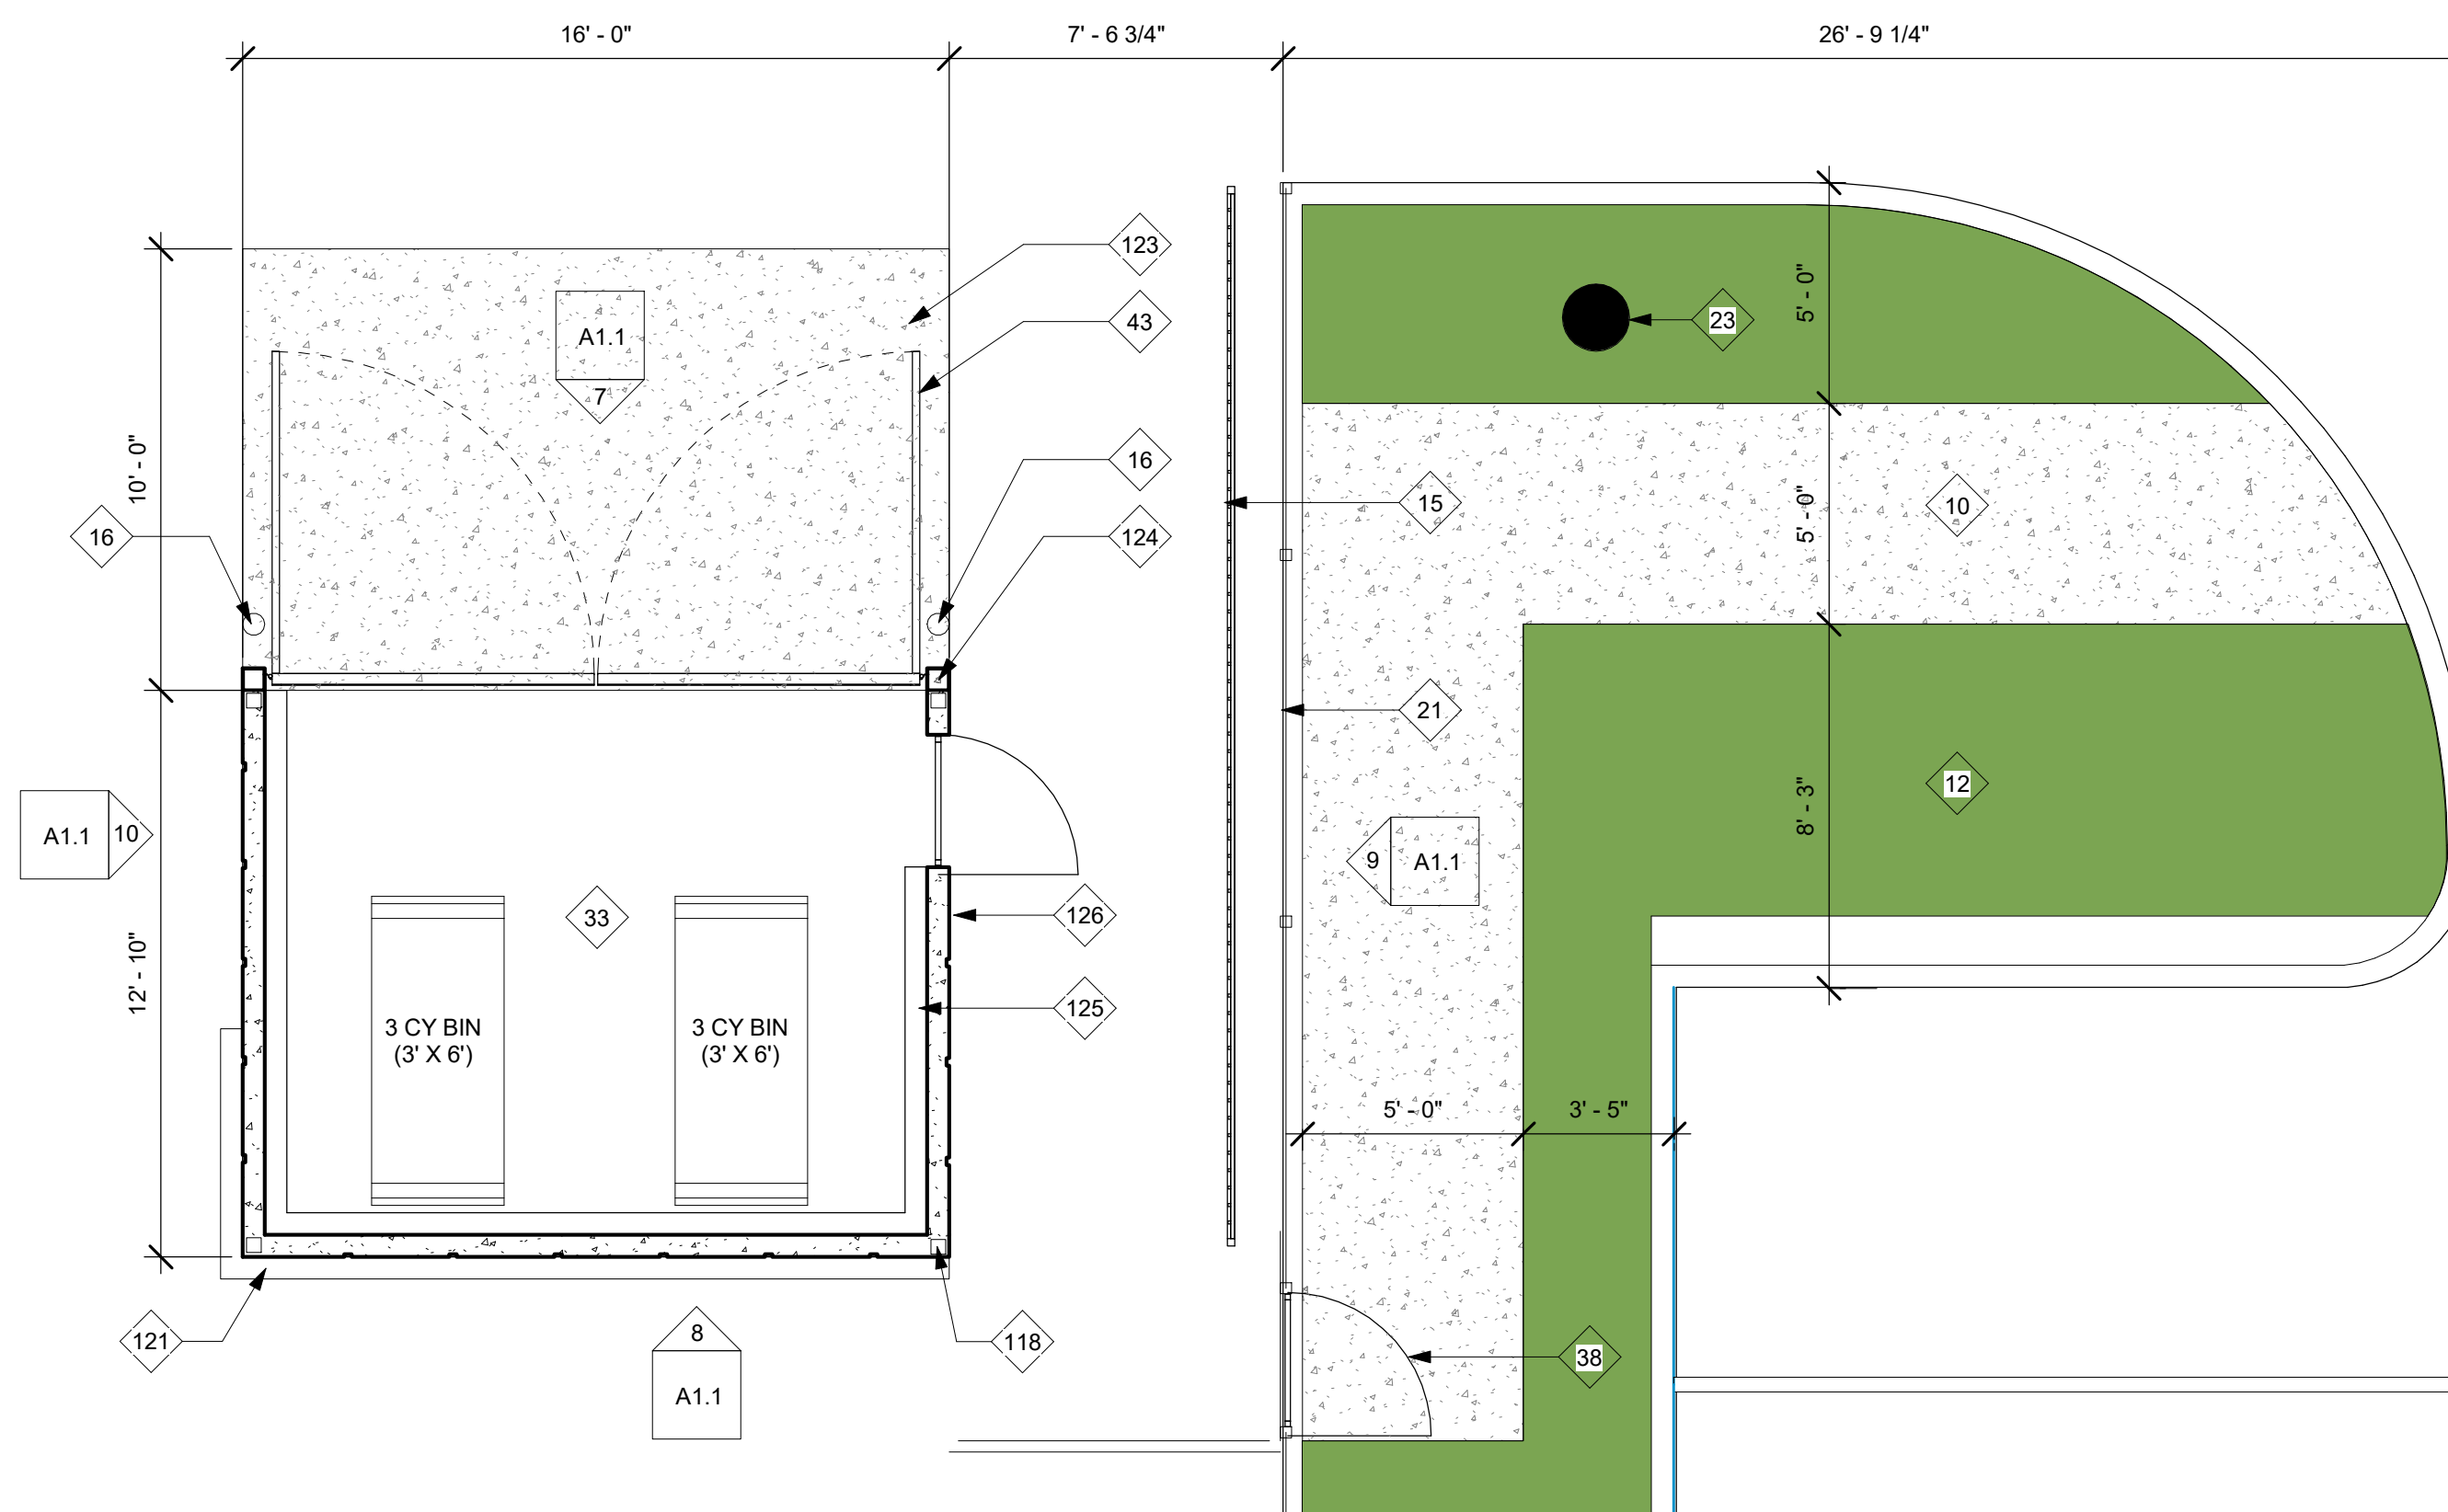 16' - 0"
7' - 6 3/4"
26' - 9 1/4"
123
43
A1.1
7
23
5' - 0"
10' - 0"
16
16
124
15
5' - 0"
10
21
12
8' - 3"
A1.1
10
9
A1.1
33
126
12' - 10"
125
3 CY BIN
(3' X 6')
3 CY BIN
(3' X 6')
5' - 0"
3' - 5"
121
8
A1.1
118
38